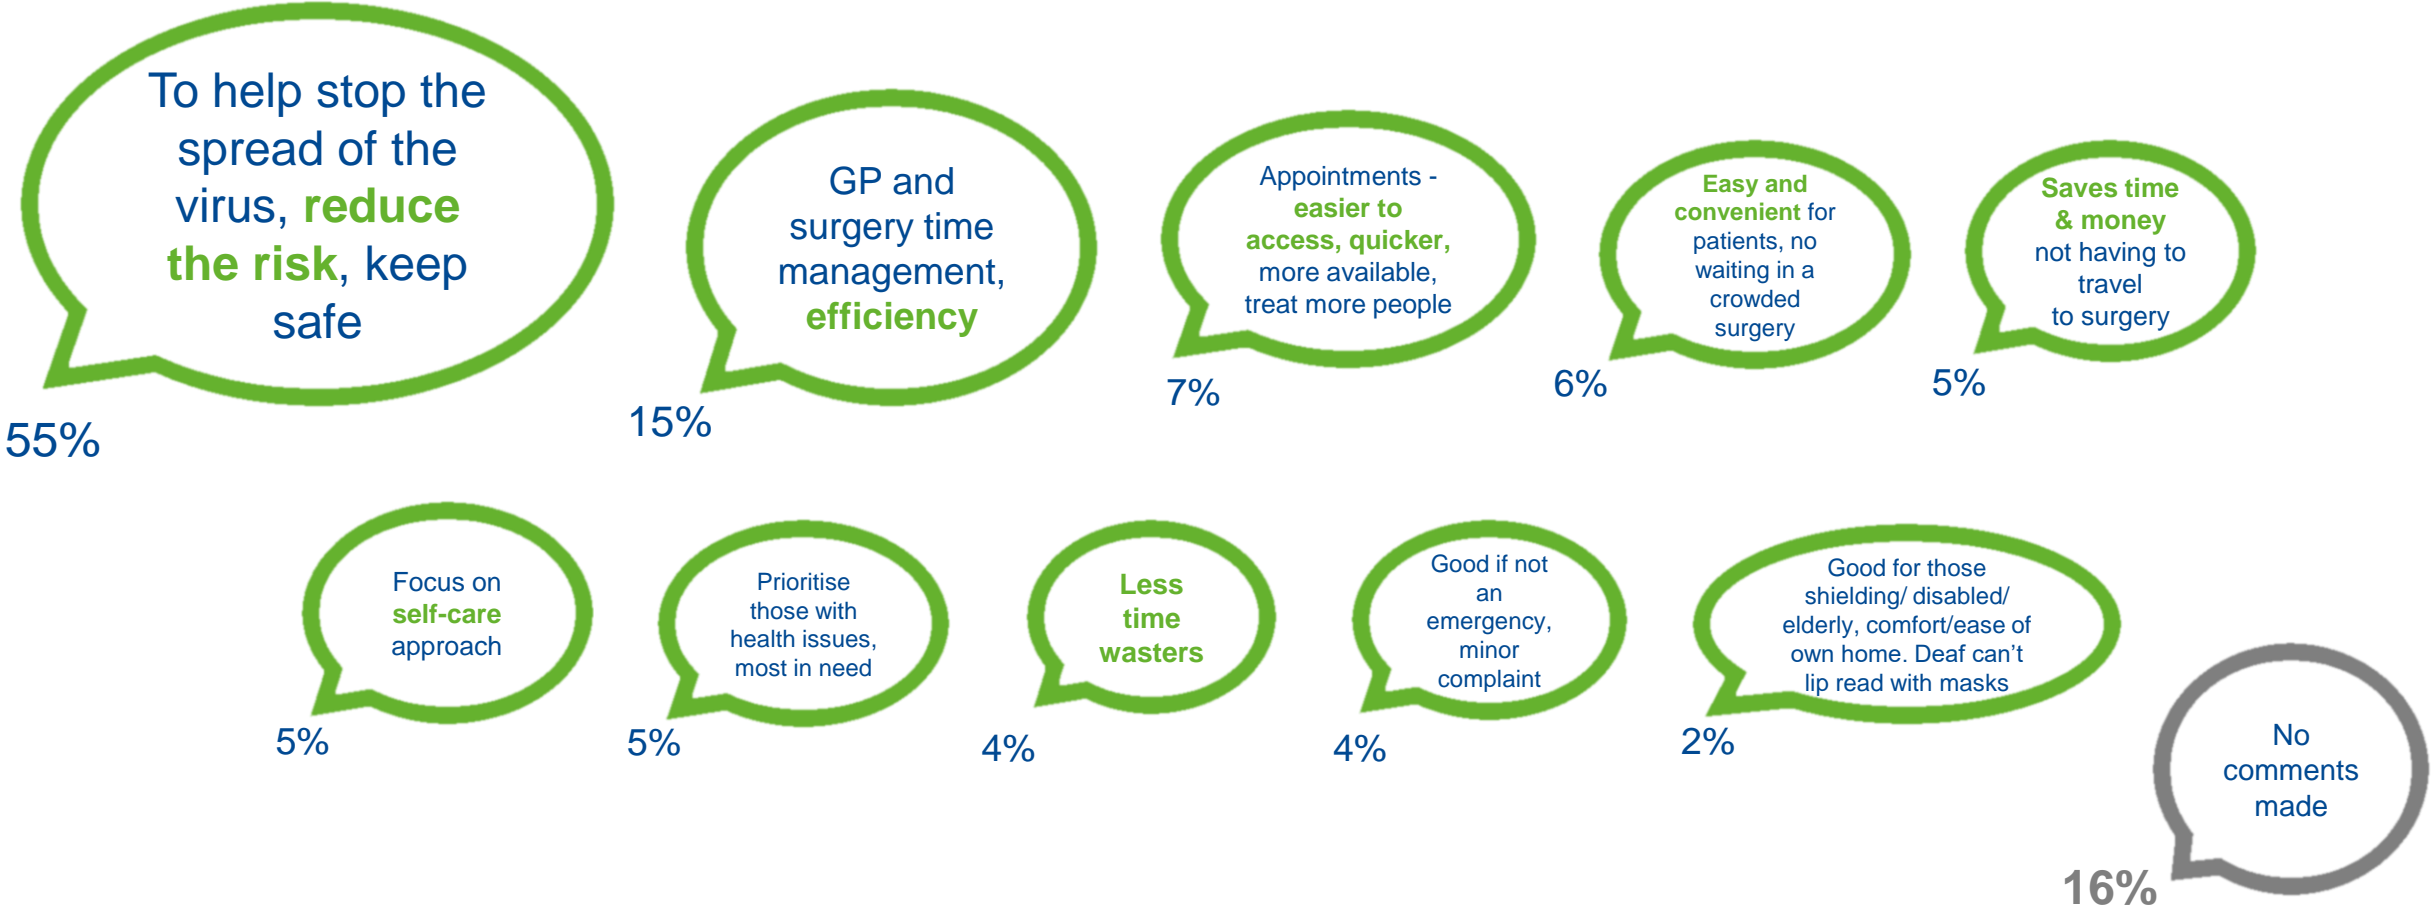 To help stop the
spread of the
virus, reduce
the risk, keep
safe
55%
GP and
surgery time
management,
efficiency
15%
Appointments -
easier to
access, quicker,
more available,
treat more people
7%
Easy and
convenient for
patients, no
waiting in a
crowded
surgery
6%
Saves time
& money
not having to
travel
to surgery
5%
Focus on
self-care
approach
5%
Prioritise
those with
health issues,
most in need
5%
Less
time
wasters
4%
Good if not
an
emergency,
minor
complaint
4%
Good for those
shielding/ disabled/
elderly, comfort/ease of
own home. Deaf can’t
lip read with masks
2%
No
comments
made
16%